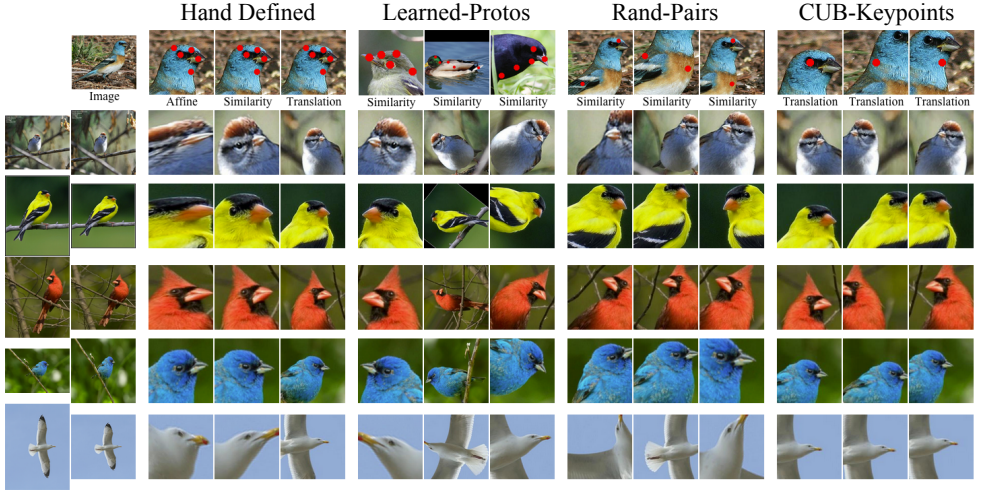 Hand Defined Learned-Protos Rand-Pairs CUB-Keypoints
Image Affine Similarity Translation Similarity Similarity Similarity Similarity Similarity Similarity Translation Translation Translation